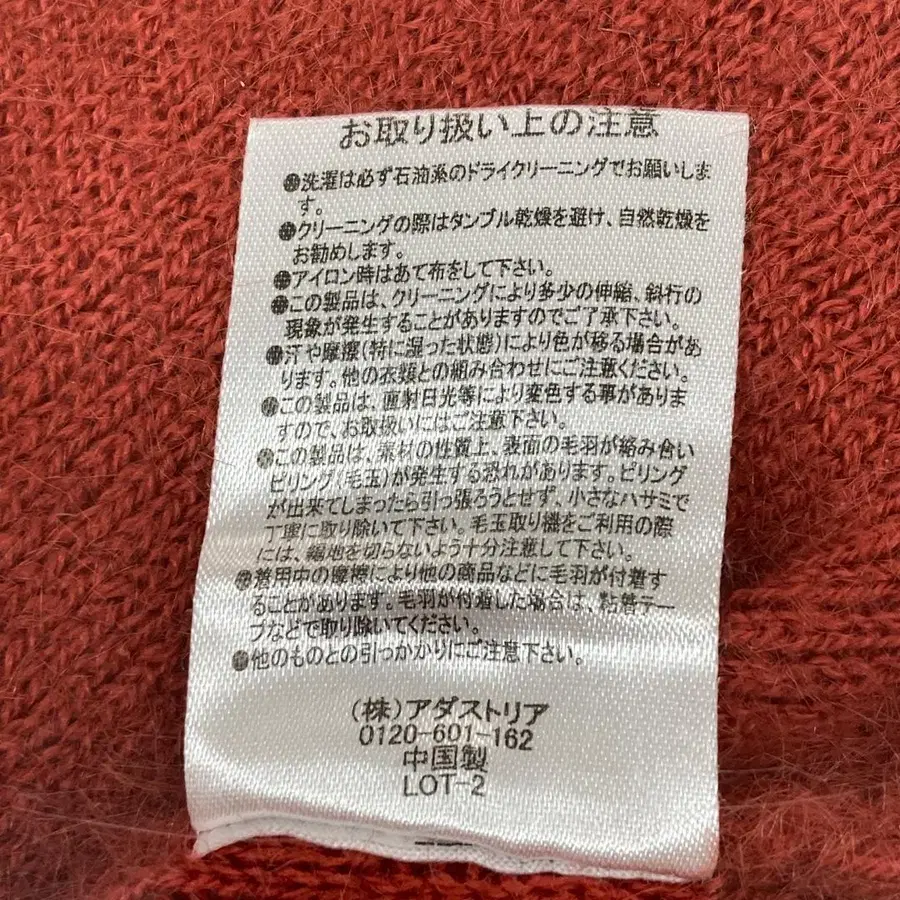 お取り扱い上の注意
●洗濯は必ず石油系のドライクリーニングでお願いしま
す。
●クリーニングの際はタンブル乾燥を避け、自然乾燥を
お勧めします。
●アイロン時はあて布をして下さい。
●この製品は、クリーニングにより多少の伸縮、斜行の
現象が発生することがありますのでご了承下さい。
●汗や摩擦(特に湿った状態)により色が移る場合があ
ります。他の衣類との組み合わせにご注意ください。
●この製品は、直射日光等により変色する事がありま
すので、お取扱いにはご注意下さい。
●この製品は、素材の性質上、表面の毛羽が絡み合い
ピリング(毛玉)が発生する恐れがあります。ピリング
が出来てしまったら引っ張ろうとせず、小さなハサミで
丁寧に取り除いて下さい。毛玉取り機をご利用の際
には、編地を切らないよう十分注意して下さい。
●着用中の摩擦により他の商品などに毛羽が付着す
ることがあります。毛羽が付着した場合は、粘着テー
プなどで取り除いてください。
●他のものとの引っかかりにご注意下さい。
(株)アダストリア
0120-601-162
中国製
LOT-2